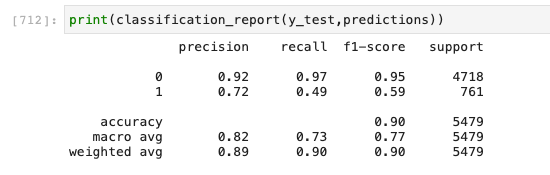 [712]: print(classification_report(y_test,predictions))
precision recall f1-score support
0 0.92 0.97 0.95 4718
1 0.72 0.49 0.59 761
accuracy 0.90 5479
macro avg 0.82 0.73 0.77 5479
weighted avg 0.89 0.90 0.90 5479